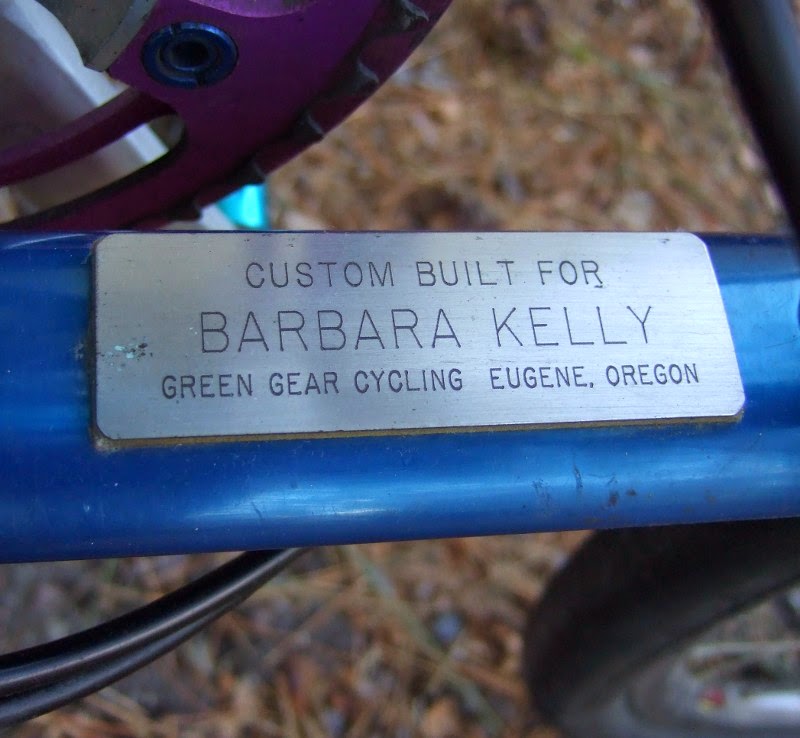 CUSTOM BUILT FOR
BARBARA KELLY
GREEN GEAR CYCLING EUGENE, OREGON